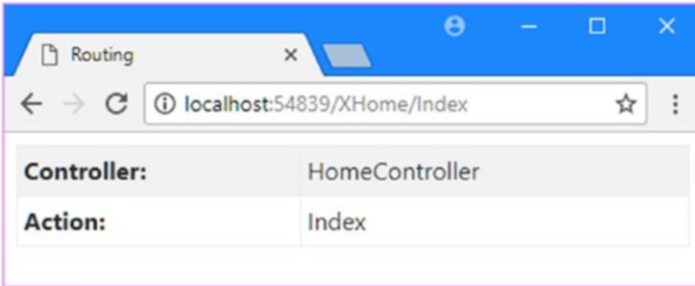 Routing
localhost:54839/XHome/Index
Controller: HomeController
Action: Index